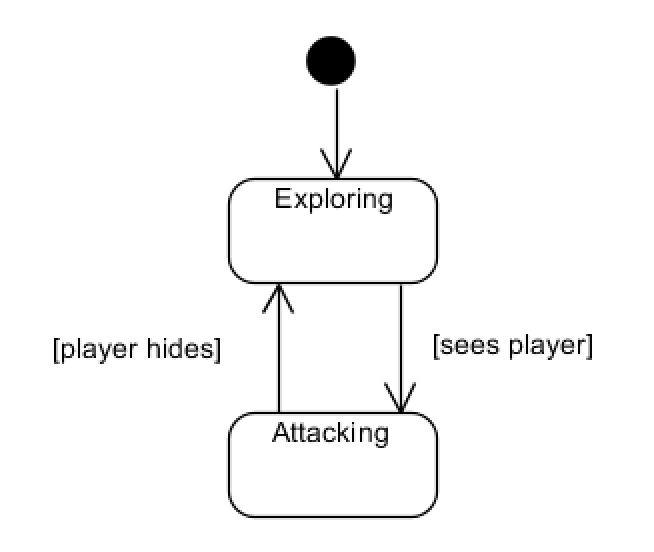 Exploring
[player hides]
[sees player]
Attacking